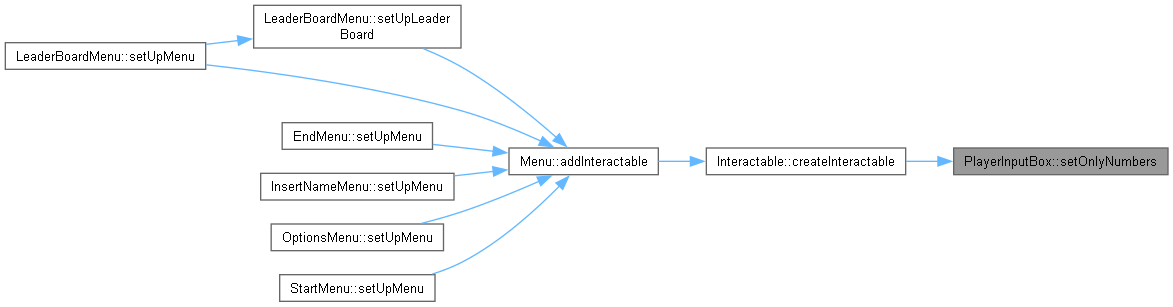 LeaderBoardMenu::setUpLeader
Board
LeaderBoardMenu::setUpMenu
EndMenu::setUpMenu
Menu::addInteractable
Interactable::createInteractable
PlayerInputBox::setOnlyNumbers
InsertNameMenu::setUpMenu
OptionsMenu::setUpMenu
StartMenu::setUpMenu